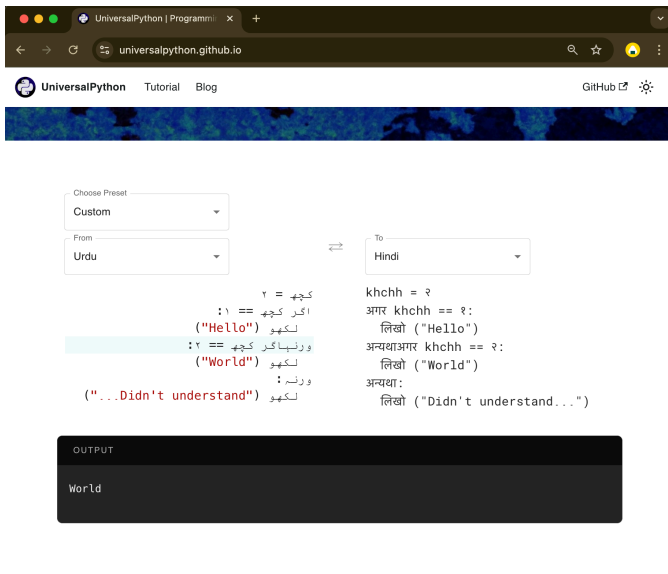 UniversalPython | Programmin
universalpython.github.io
UniversalPython Tutorial Blog GitHub
Choose Preset
Custom
From
Urdu
To
Hindi
کچھ = ۲
اگر کچھ == ۱:
لکھو ("Hello")
ورنہاگر کچھ == ۲:
لکھو ("World")
ورنہ:
لکھو ("Didn't understand...")
khchh = २
अगर khchh == १:
लिखो ("Hello")
अन्यथाअगर khchh == २:
लिखो ("World")
अन्यथा:
लिखो ("Didn't understand...")
OUTPUT
World